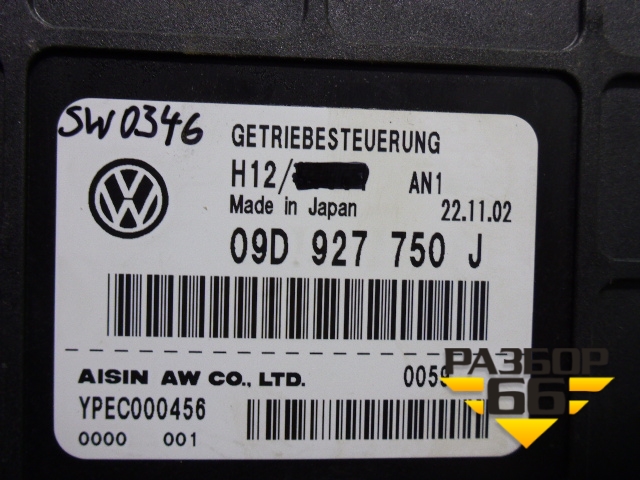 SW0346
GETRIEBESTEUERUNG
H12/
AN1
Made in Japan
22.11.02
09D 927 750 J
AISIN AW CO., LTD.
0059
YPEC000456
0000 001
РАЗБОР
66